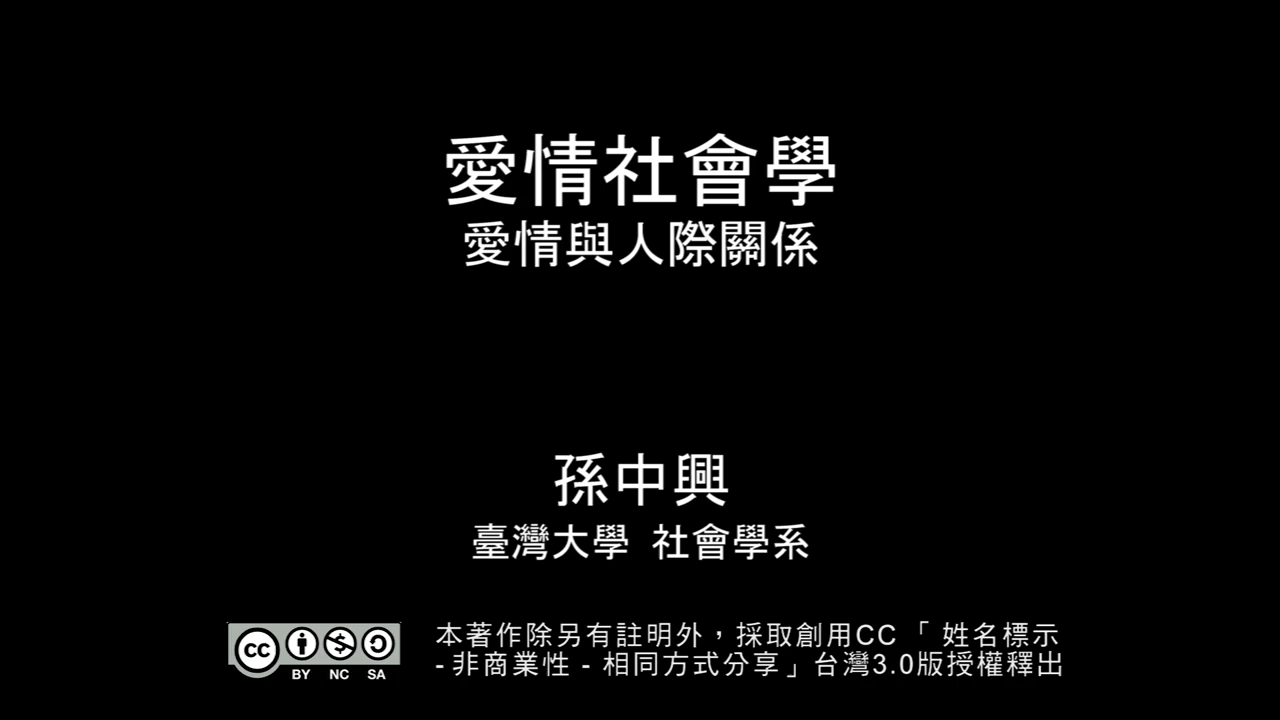 愛情社會學
愛情與人際關係
孫中興
臺灣大學 社會學系
本著作除另有註明外，採取創用CC「 姓名標示
- 非商業性 - 相同方式分享」台灣3.0版授權釋出
CC
BY NC SA